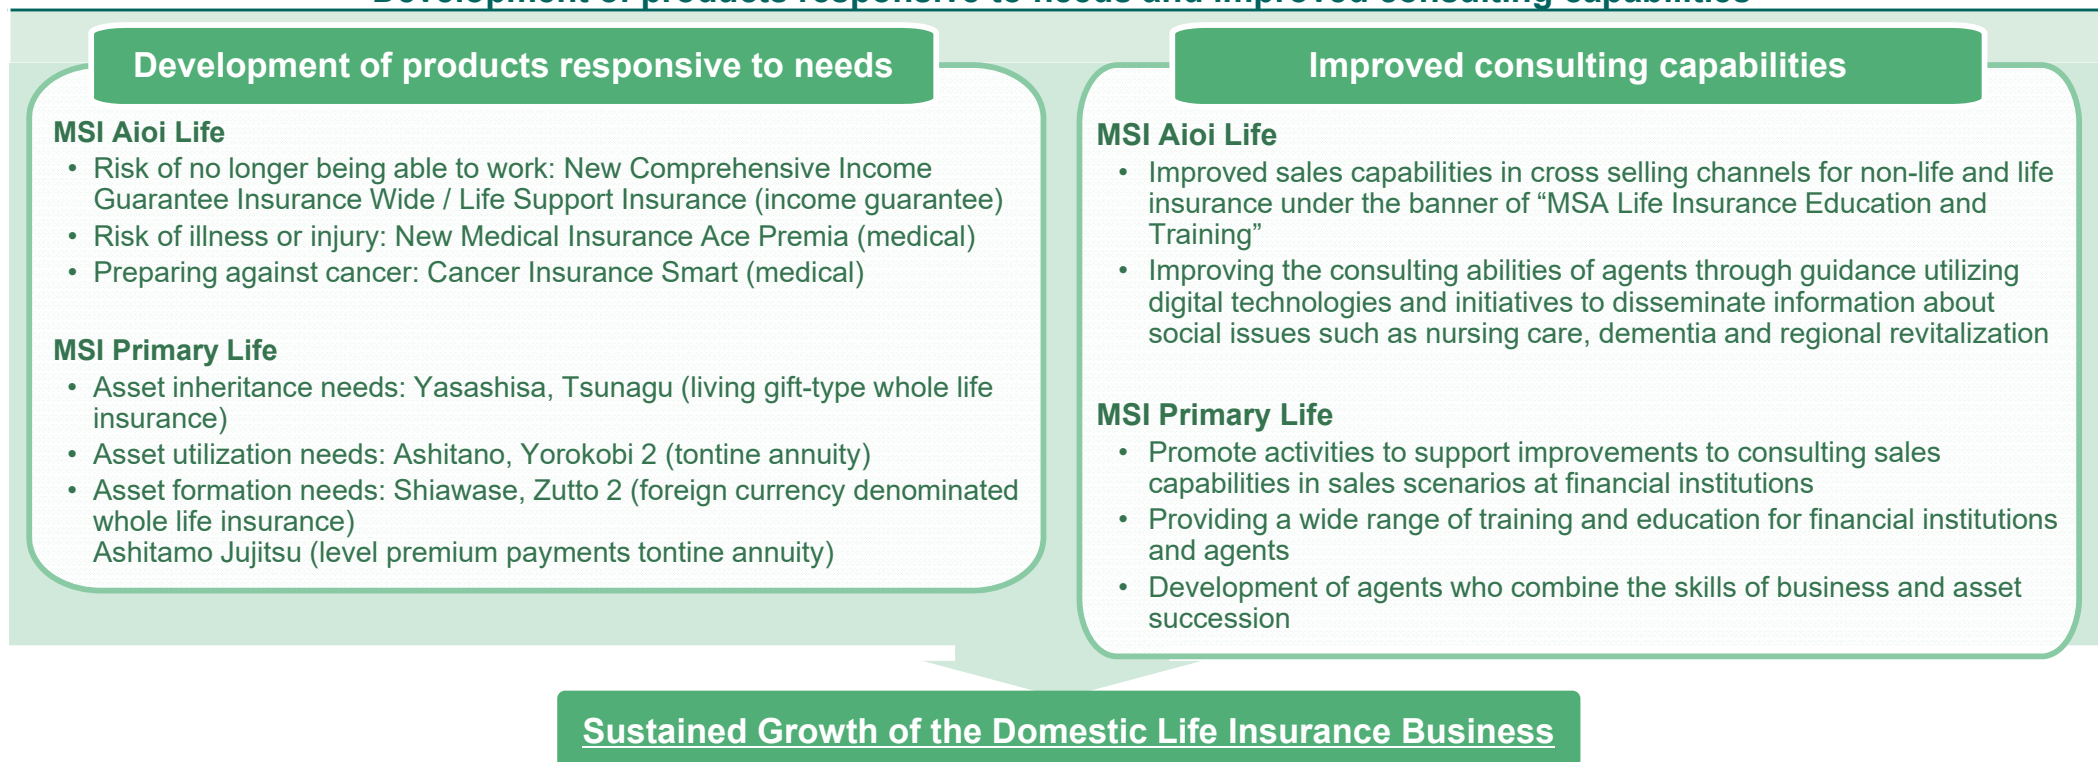 Development of products responsive to needs and improved consulting capabilities
Development of products responsive to needs
MSI Aioi Life
• Risk of no longer being able to work: New Comprehensive Income
Guarantee Insurance Wide / Life Support Insurance (income guarantee)
• Risk of illness or injury: New Medical Insurance Ace Premia (medical)
• Preparing against cancer: Cancer Insurance Smart (medical)
MSI Primary Life
• Asset inheritance needs: Yasashisa, Tsunagu (living gift-type whole life
insurance)
• Asset utilization needs: Ashitano, Yorokobi 2 (tontine annuity)
• Asset formation needs: Shiawase, Zutto 2 (foreign currency denominated
whole life insurance)
Ashitamo Jujitsu (level premium payments tontine annuity)
Improved consulting capabilities
MSI Aioi Life
• Improved sales capabilities in cross selling channels for non-life and life
insurance under the banner of “MSA Life Insurance Education and
Training”
• Improving the consulting abilities of agents through guidance utilizing
digital technologies and initiatives to disseminate information about
social issues such as nursing care, dementia and regional revitalization
MSI Primary Life
• Promote activities to support improvements to consulting sales
capabilities in sales scenarios at financial institutions
• Providing a wide range of training and education for financial institutions
and agents
• Development of agents who combine the skills of business and asset
succession
Sustained Growth of the Domestic Life Insurance Business